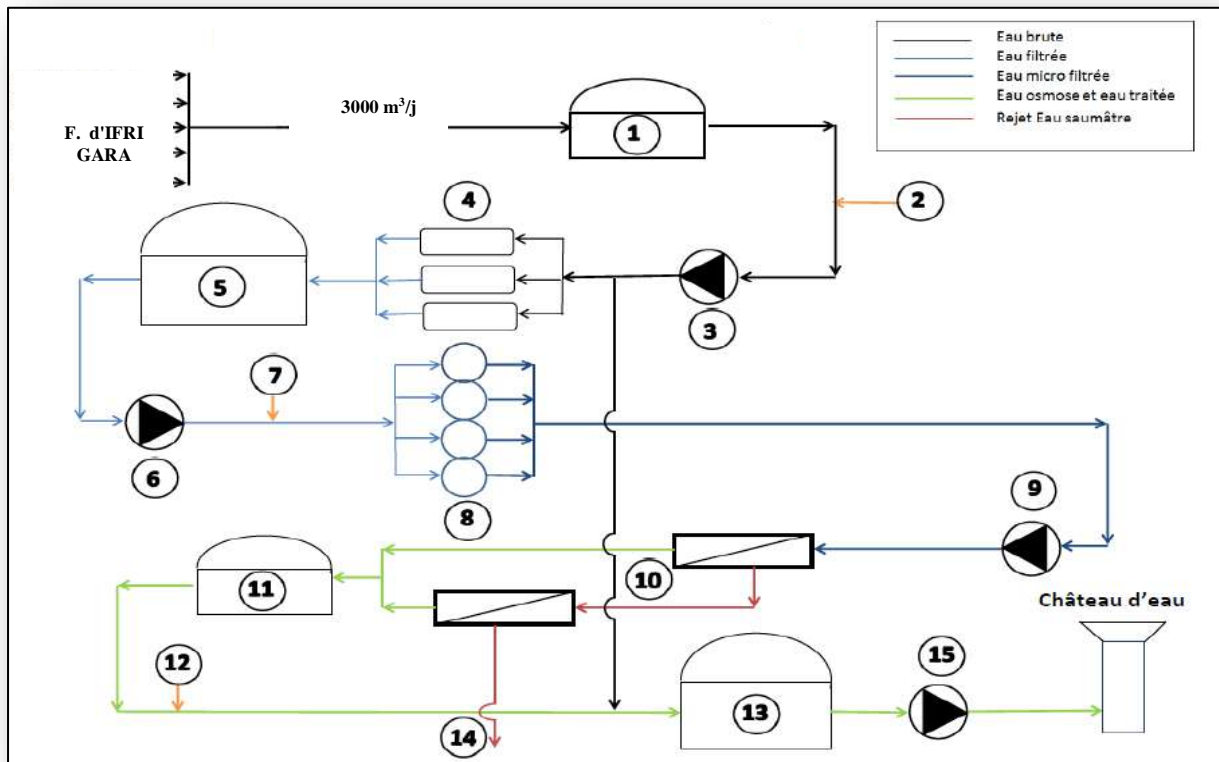 Eau brute
Eau filtrée
Eau micro filtrée
Eau osmose et eau traitée
Rejet Eau saumâtre
3000 m³/j
F. d'IFRI
GARA
1
2
3
4
5
6
7
8
9
10
11
Château d'eau
12
13
14
15